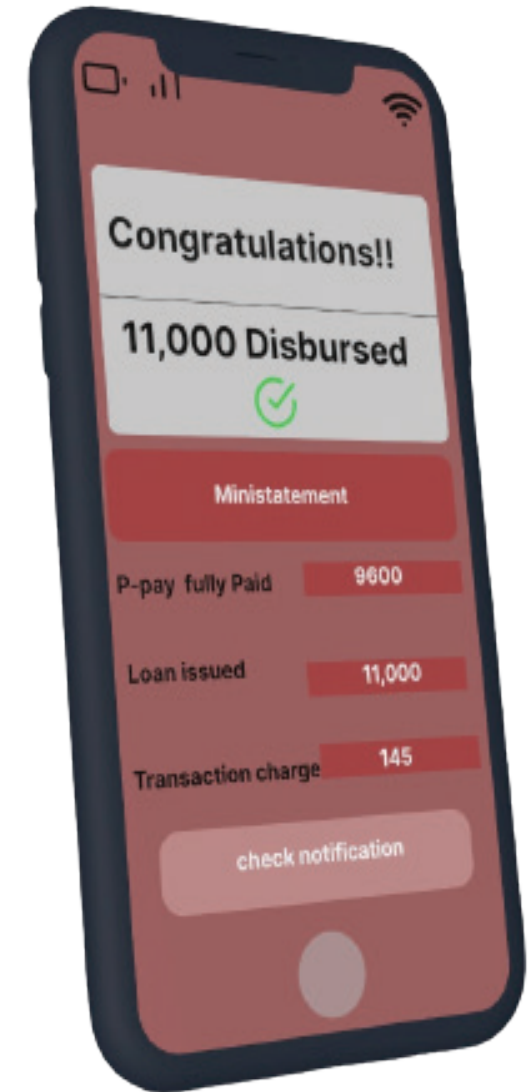 Congratulations!!
11,000 Disbursed
Ministatement
P-pay fully Paid 9600
Loan issued 11,000
Transaction charge 145
check notification